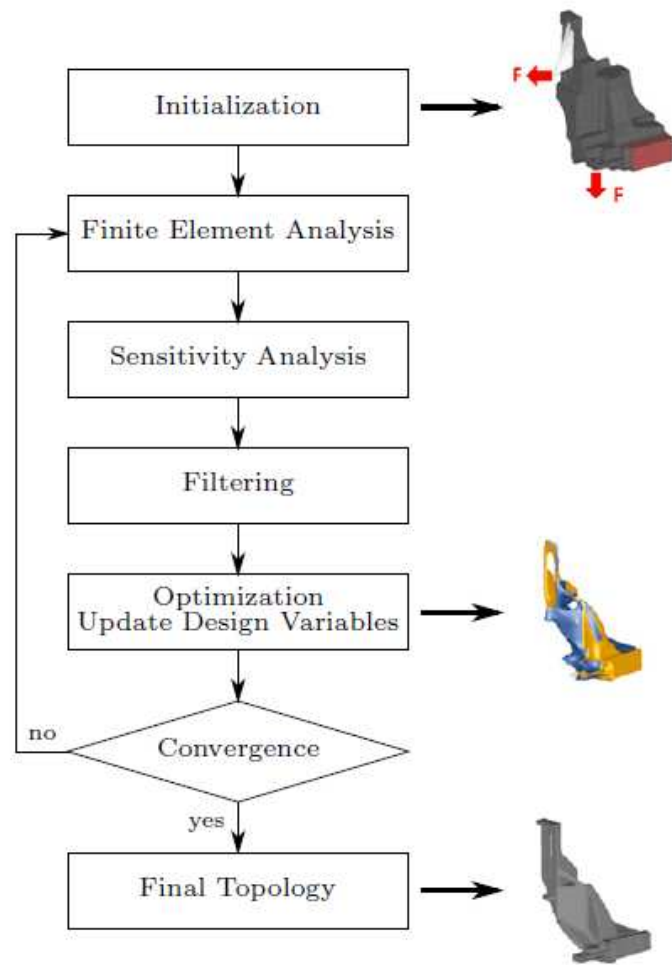 Initialization
F
F
Finite Element Analysis
Sensitivity Analysis
Filtering
Optimization
Update Design Variables
no
Convergence
yes
Final Topology